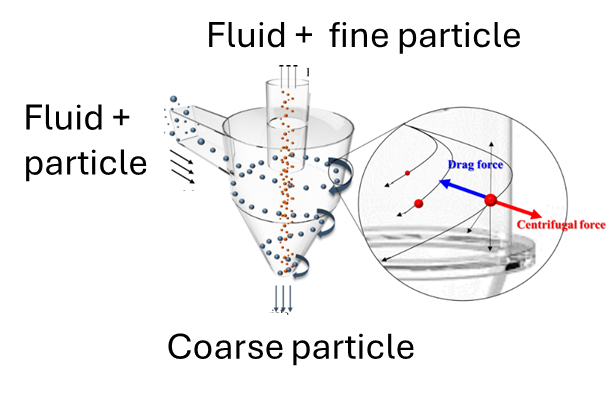 Fluid + fine particle
Fluid +
particle
Drag force
Centrifugal force
Coarse particle